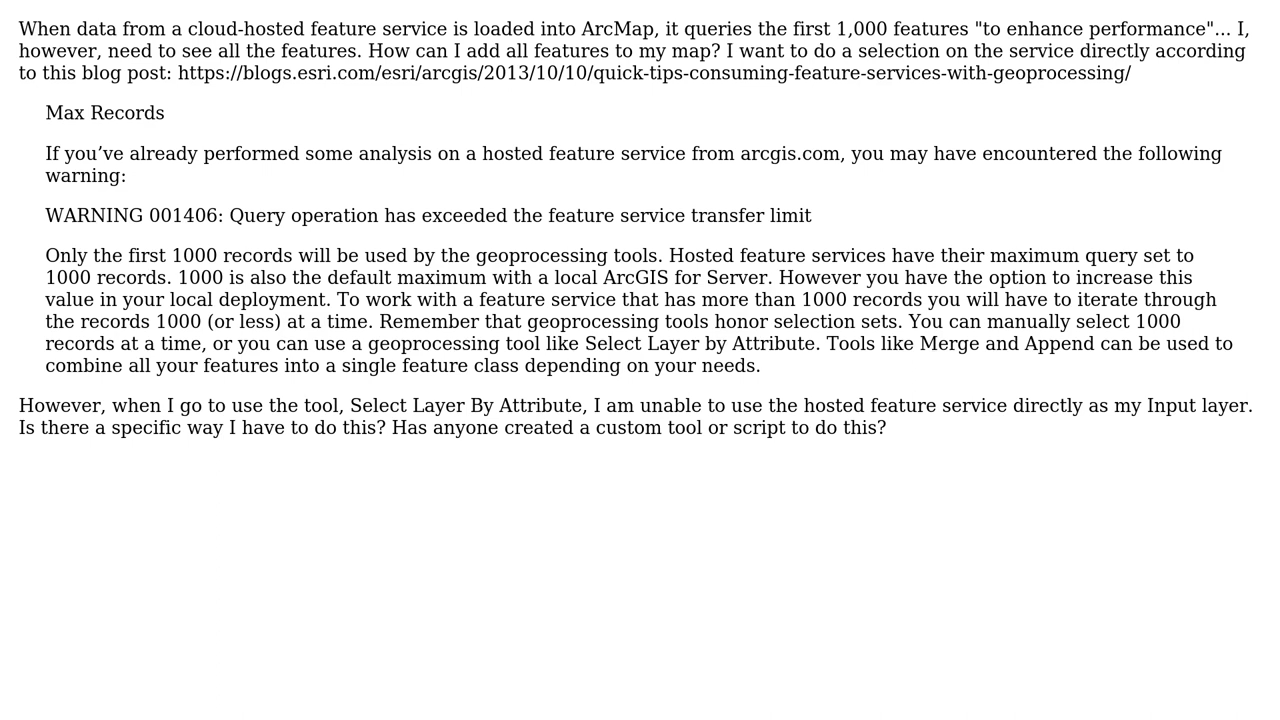 When data from a cloud-hosted feature service is loaded into ArcMap, it queries the first 1,000 features "to enhance performance"... I,
however, need to see all the features. How can I add all features to my map? I want to do a selection on the service directly according
to this blog post: https://blogs.esri.com/esri/arcgis/2013/10/10/quick-tips-consuming-feature-services-with-geoprocessing/
Max Records
If you’ve already performed some analysis on a hosted feature service from arcgis.com, you may have encountered the following
warning:
WARNING 001406: Query operation has exceeded the feature service transfer limit
Only the first 1000 records will be used by the geoprocessing tools. Hosted feature services have their maximum query set to
1000 records. 1000 is also the default maximum with a local ArcGIS for Server. However you have the option to increase this
value in your local deployment. To work with a feature service that has more than 1000 records you will have to iterate through
the records 1000 (or less) at a time. Remember that geoprocessing tools honor selection sets. You can manually select 1000
records at a time, or you can use a geoprocessing tool like Select Layer by Attribute. Tools like Merge and Append can be used to
combine all your features into a single feature class depending on your needs.
However, when I go to use the tool, Select Layer By Attribute, I am unable to use the hosted feature service directly as my Input layer.
Is there a specific way I have to do this? Has anyone created a custom tool or script to do this?